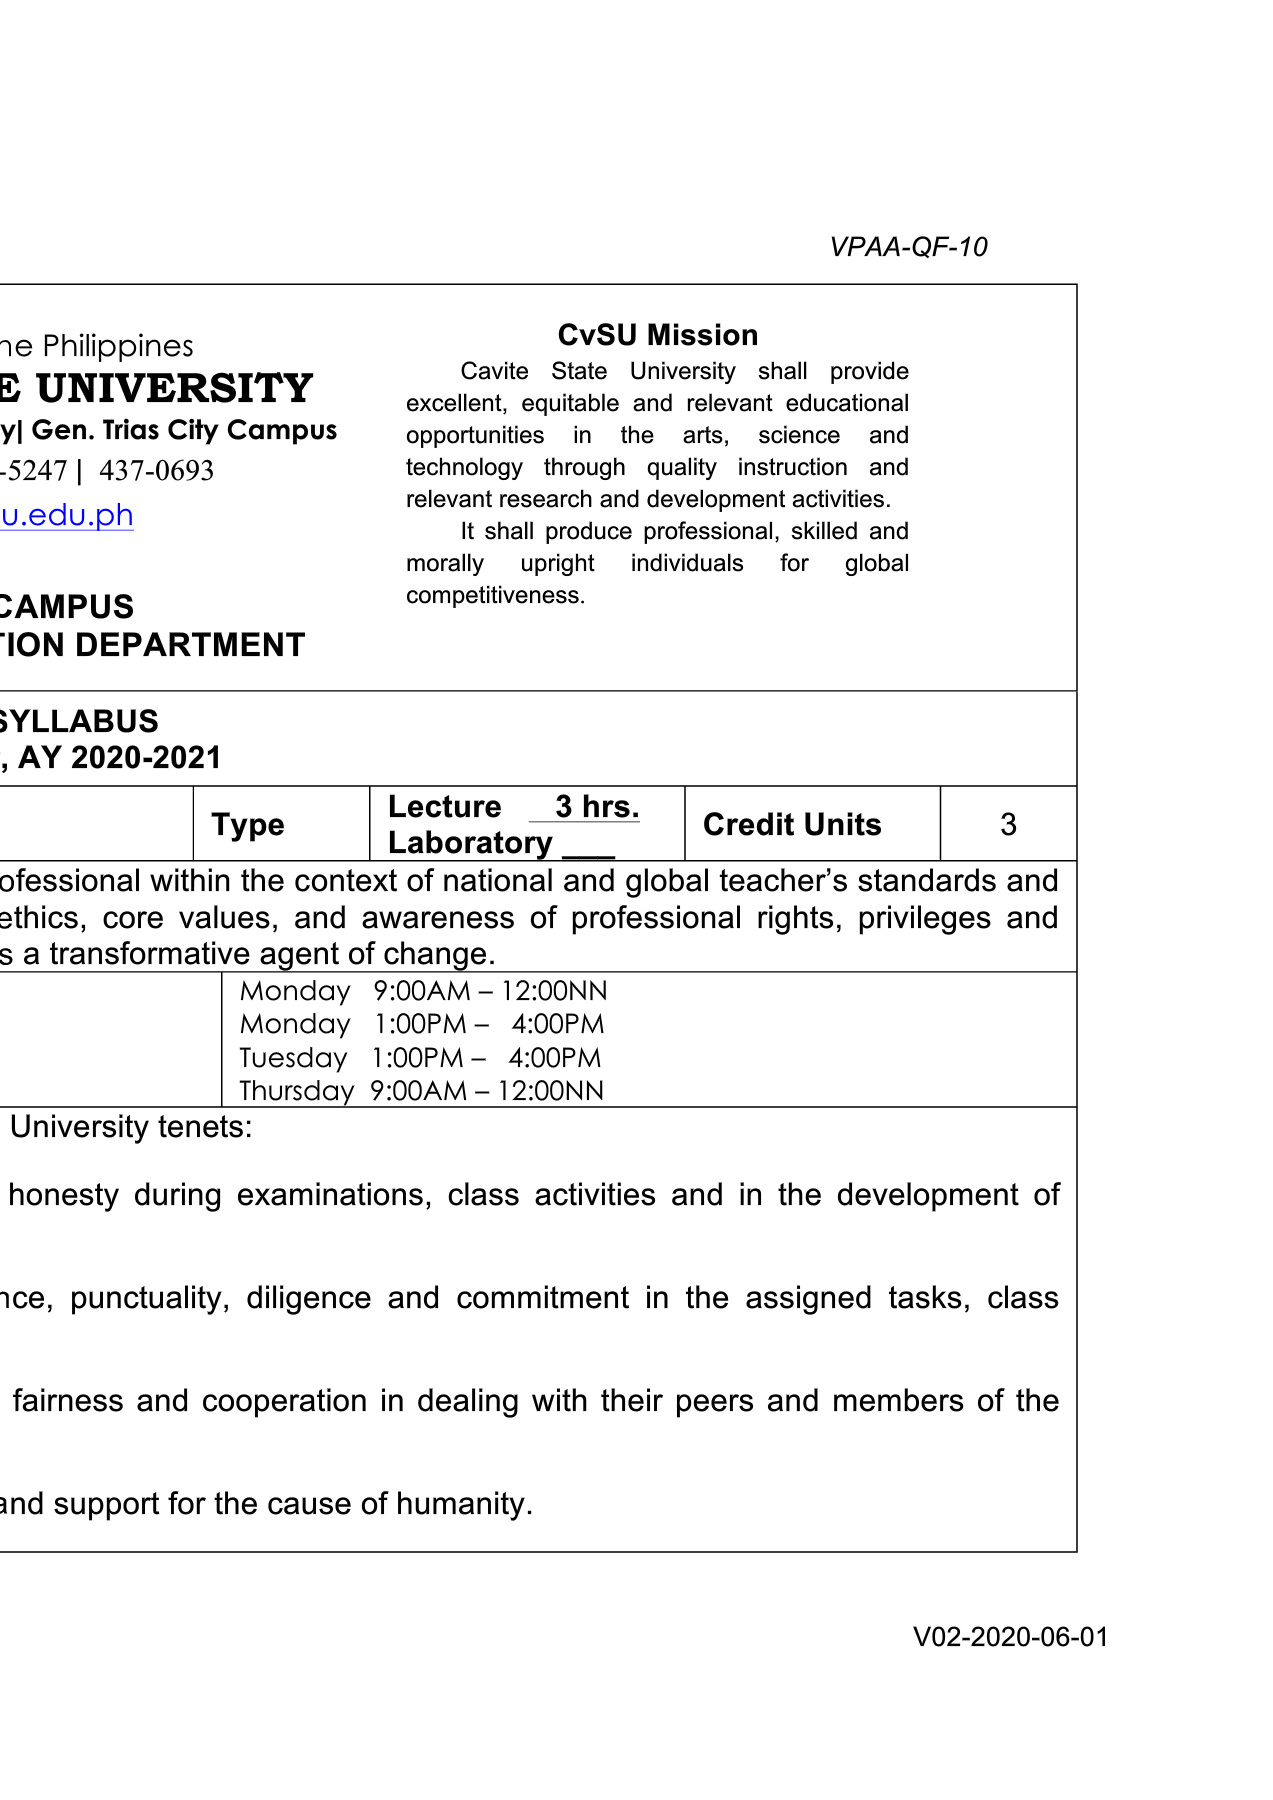 VPAA-QF-10
ne Philippines
E UNIVERSITY
y| Gen. Trias City Campus
-5247 | 437-0693
u.edu.ph
CAMPUS
TION DEPARTMENT
CvSU Mission
Cavite State University shall provide
excellent, equitable and relevant educational
opportunities in the arts, science and
technology through quality instruction and
relevant research and development activities.
It shall produce professional, skilled and
morally upright individuals for global
competitiveness.
SYLLABUS
, AY 2020-2021
Type
Lecture 3 hrs.
Laboratory ___
Credit Units
3
ofessional within the context of national and global teacher’s standards and
ethics, core values, and awareness of professional rights, privileges and
s a transformative agent of change.
Monday 9:00AM – 12:00NN
Monday 1:00PM – 4:00PM
Tuesday 1:00PM – 4:00PM
Thursday 9:00AM – 12:00NN
University tenets:
honesty during examinations, class activities and in the development of
nce, punctuality, diligence and commitment in the assigned tasks, class
fairness and cooperation in dealing with their peers and members of the
and support for the cause of humanity.
V02-2020-06-01